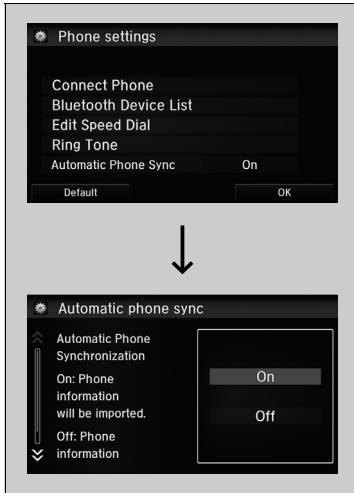 Phone settings
Connect Phone
Bluetooth Device List
Edit Speed Dial
Ring Tone
Automatic Phone Sync On
Default OK
Automatic phone sync
Automatic Phone
Synchronization
On: Phone
information
will be imported.
Off: Phone
information
On
Off